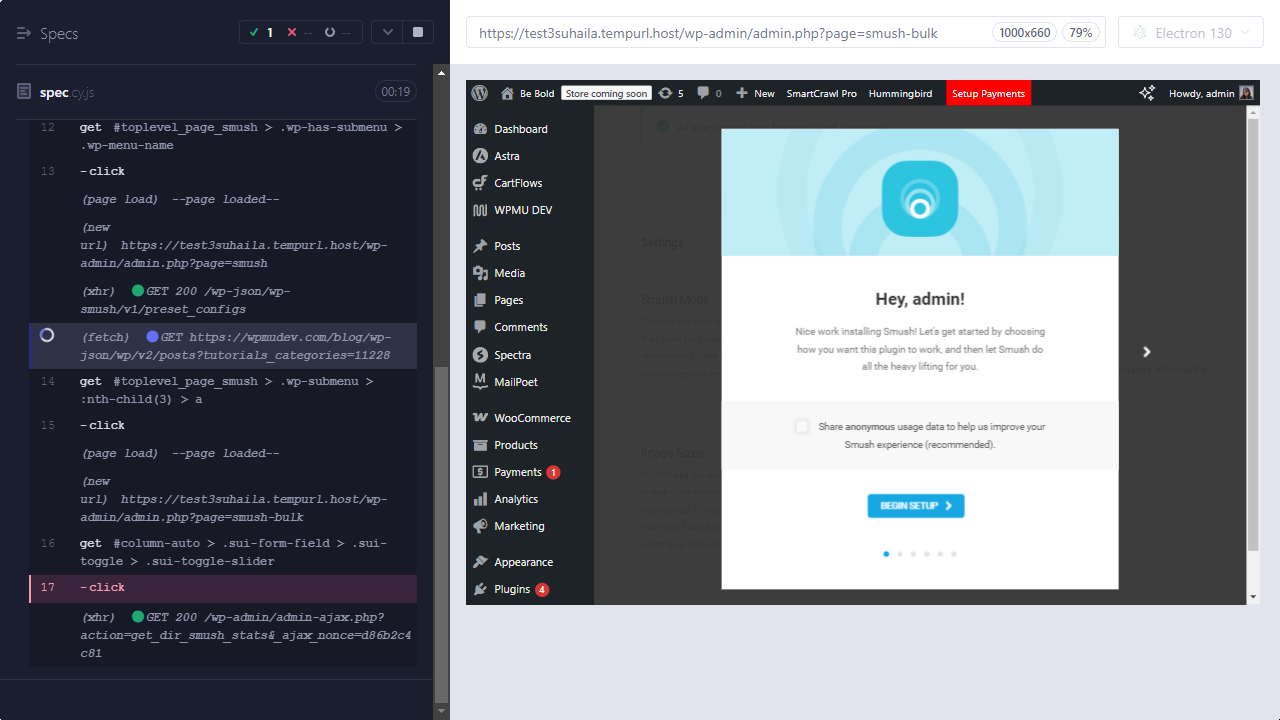 Specs
1
--
--
spec.cy.js
00:19
12 get #toplevel_page_smush > .wp-has-submenu >
.wp-menu-name
13 -click
(page load) --page loaded--
(new
url) https://test3suhaila.tempurl.host/wp-
admin/admin.php?page=smush
(xhr) GET 200 /wp-json/wp-
smush/v1/preset_configs
(fetch) GET https://wpmudev.com/blog/wp-
json/wp/v2/posts?tutorials_categories=11228
14 get #toplevel_page_smush > .wp-submenu >
:nth-child(3) > a
15 -click
(page load) --page loaded--
(new
url) https://test3suhaila.tempurl.host/wp-
admin/admin.php?page=smush-bulk
16 get #column-auto > .sui-form-field > .sui-
toggle > .sui-toggle-slider
17 -click
(xhr) GET 200 /wp-admin/admin-ajax.php?
action=get_dir_smush_stats&_ajax_nonce=d86b2c4
c81
https://test3suhaila.tempurl.host/wp-admin/admin.php?page=smush-bulk
1000x660
79%
Electron 130
Be Bold
Store coming soon
5
0
New
SmartCrawl Pro
Hummingbird
Setup Payments
Howdy, admin
Dashboard
Astra
CartFlows
WPMU DEV
Posts
Media
Pages
Comments
Spectra
MailPoet
WooCommerce
Products
Payments 1
Analytics
Marketing
Appearance
Plugins 4
Settings
Smush Mode
Image Sizes
Hey, admin!
Nice work installing Smush! Let's get started by choosing
how you want this plugin to work, and then let Smush do
all the heavy lifting for you.
Share anonymous usage data to help us improve your
Smush experience (recommended).
BEGIN SETUP